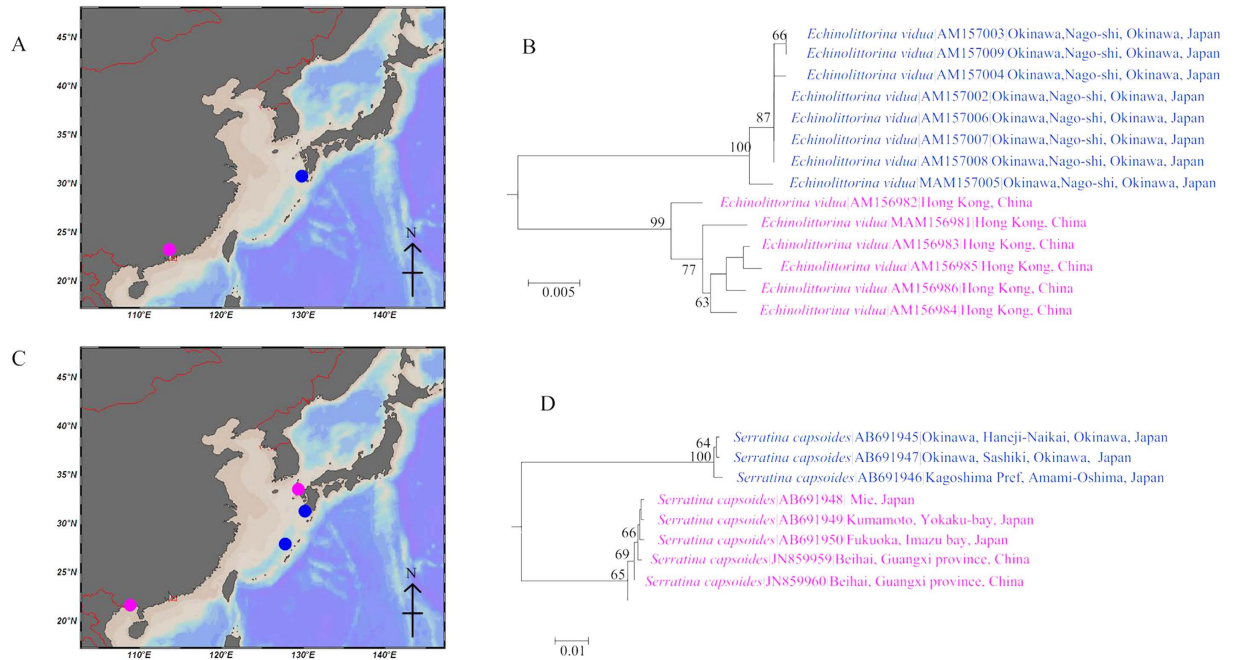 A
45°N
40°N
35°N
30°N
25°N
20°N
110°E
120°E
130°E
140°E
N
B
66
Echinolittorina vidua|AM157003|Okinawa,Nago-shi, Okinawa, Japan
Echinolittorina vidua|AM157009|Okinawa,Nago-shi, Okinawa, Japan
Echinolittorina vidua|AM157004|Okinawa,Nago-shi, Okinawa, Japan
Echinolittorina vidua|AM157002|Okinawa,Nago-shi, Okinawa, Japan
87
Echinolittorina vidua|AM157006|Okinawa,Nago-shi, Okinawa, Japan
Echinolittorina vidua|AM157007|Okinawa,Nago-shi, Okinawa, Japan
100
Echinolittorina vidua|AM157008|Okinawa,Nago-shi, Okinawa, Japan
Echinolittorina vidua|MAM157005|Okinawa,Nago-shi, Okinawa, Japan
Echinolittorina vidua|AM156982|Hong Kong, China
99
Echinolittorina vidua|MAM156981|Hong Kong, China
Echinolittorina vidua|AM156983|Hong Kong, China
77
Echinolittorina vidua|AM156985|Hong Kong, China
Echinolittorina vidua|AM156986|Hong Kong, China
63
Echinolittorina vidua|AM156984|Hong Kong, China
0.005
C
45°N
40°N
35°N
30°N
25°N
20°N
110°E
120°E
130°E
140°E
N
D
64
Serratina capsoides|AB691945|Okinawa, Haneji-Naikai, Okinawa, Japan
100
Serratina capsoides|AB691947|Okinawa, Sashiki, Okinawa, Japan
Serratina capsoides|AB691946|Kagoshima Pref, Amami-Oshima, Japan
Serratina capsoides|AB691948| Mie, Japan
Serratina capsoides|AB691949|Kumamoto, Yokaku-bay, Japan
66
Serratina capsoides|AB691950|Fukuoka, Imazu bay, Japan
69
Serratina capsoides|JN859959|Beihai, Guangxi province, China
65
Serratina capsoides|JN859960|Beihai, Guangxi province, China
0.01